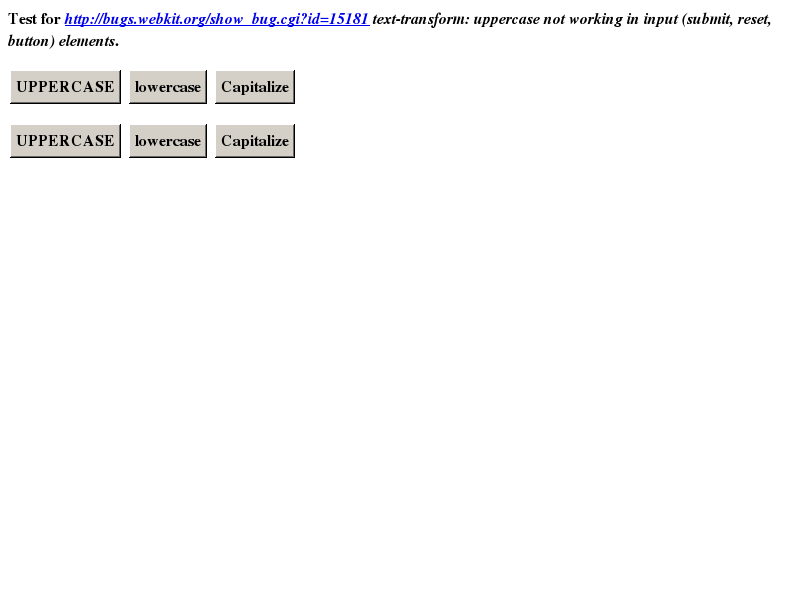 Test for http://bugs.webkit.org/show_bug.cgi?id=15181 text-transform: uppercase not working in input (submit, reset,
button) elements.
UPPERCASE lowercase Capitalize
UPPERCASE lowercase Capitalize